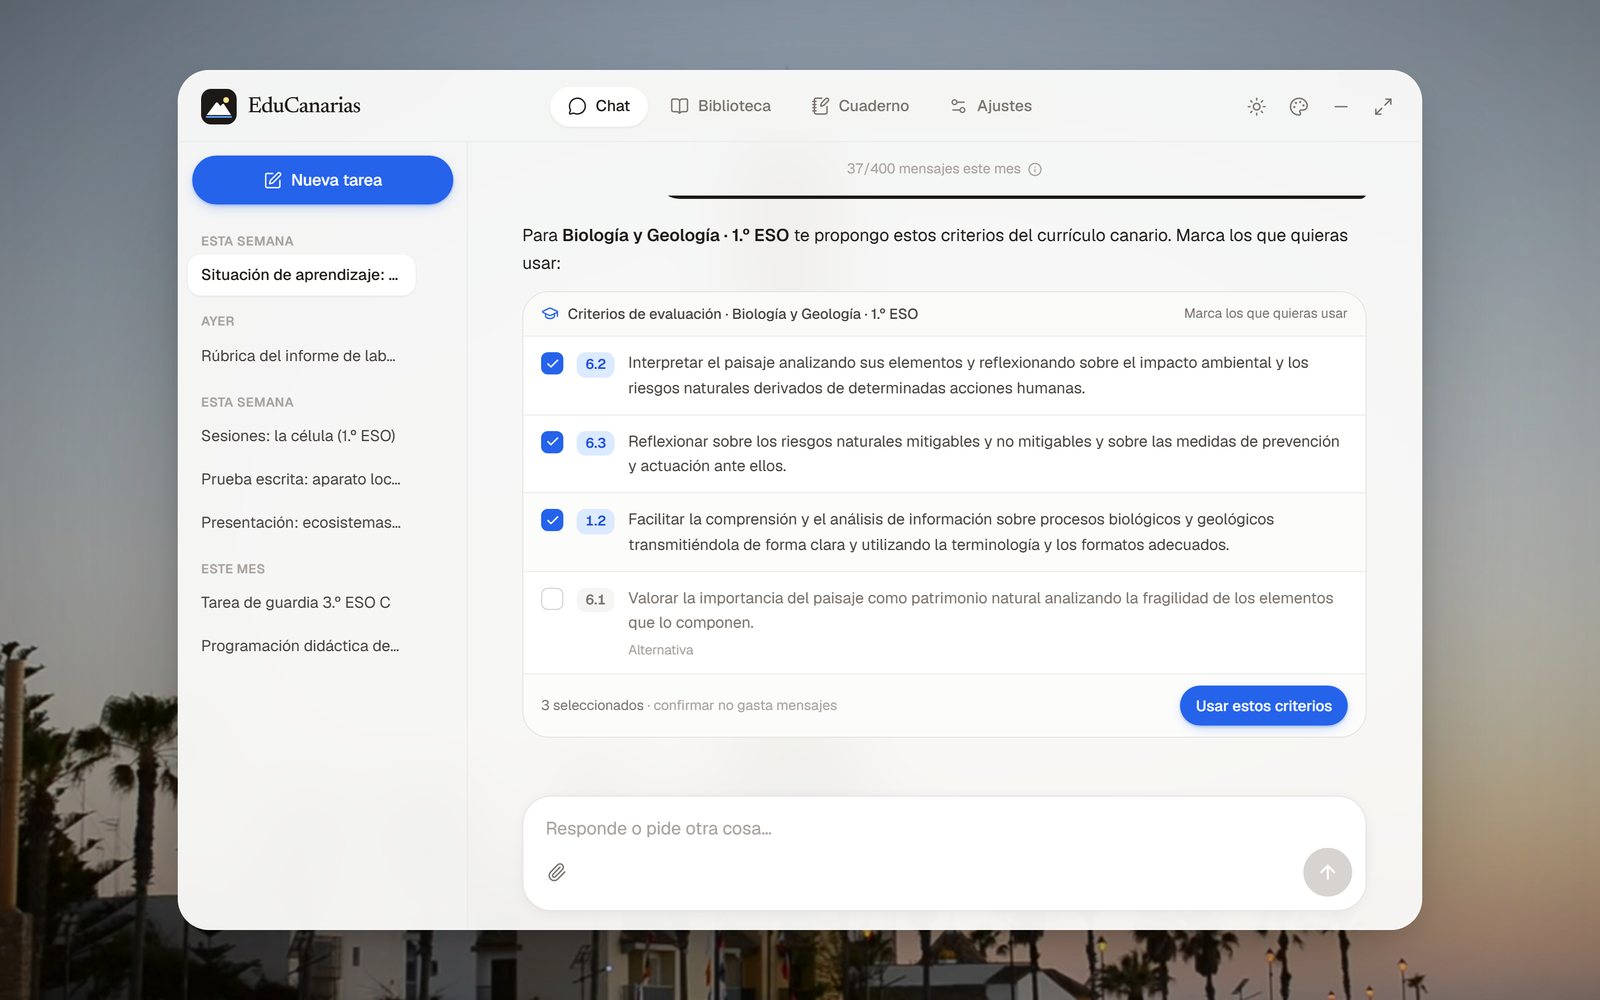 EduCanarias
Chat
Biblioteca
Cuaderno
Ajustes
Nueva tarea
ESTA SEMANA
Situación de aprendizaje: ...
AYER
Rúbrica del informe de lab...
ESTA SEMANA
Sesiones: la célula (1.º ESO)
Prueba escrita: aparato loc...
Presentación: ecosistemas...
ESTE MES
Tarea de guardia 3.º ESO C
Programación didáctica de...
37/400 mensajes este mes
Para Biología y Geología · 1.º ESO te propongo estos criterios del currículo canario. Marca los que quieras
usar:
Criterios de evaluación · Biología y Geología · 1.º ESO
Marca los que quieras usar
6.2 Interpretar el paisaje analizando sus elementos y reflexionando sobre el impacto ambiental y los
riesgos naturales derivados de determinadas acciones humanas.
6.3 Reflexionar sobre los riesgos naturales mitigables y no mitigables y sobre las medidas de prevención
y actuación ante ellos.
1.2 Facilitar la comprensión y el análisis de información sobre procesos biológicos y geológicos
transmitiéndola de forma clara y utilizando la terminología y los formatos adecuados.
6.1 Valorar la importancia del paisaje como patrimonio natural analizando la fragilidad de los elementos
que lo componen.
Alternativa
3 seleccionados · confirmar no gasta mensajes
Usar estos criterios
Responde o pide otra cosa...